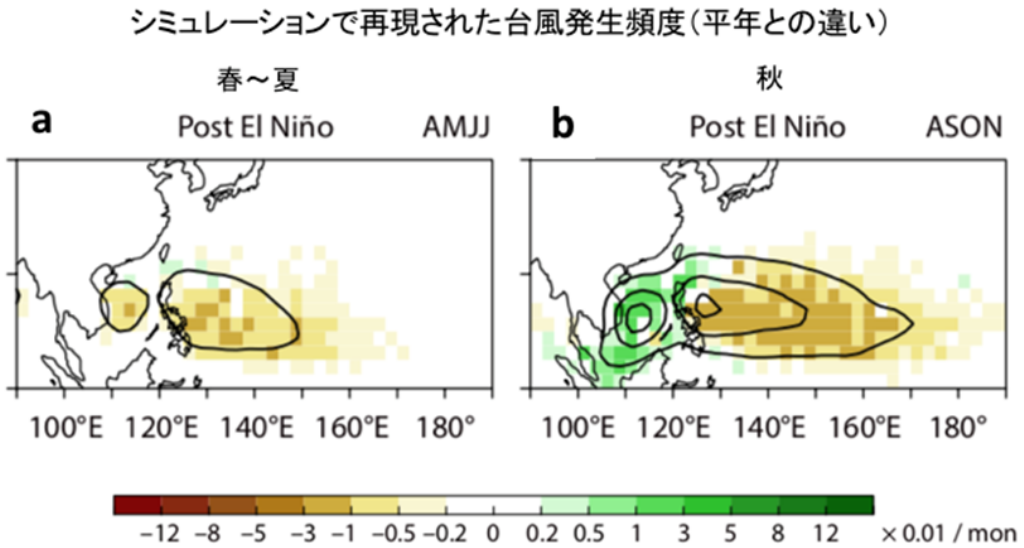 シミュレーションで再現された台風発生頻度（平年との違い）
春～夏
秋
a Post El Niño AMJJ
b Post El Niño ASON
100°E 120°E 140°E 160°E 180°
100°E 120°E 140°E 160°E 180°
−12 −8 −5 −3 −1 −0.5 −0.2 0 0.2 0.5 1 3 5 8 12 × 0.01 / mon